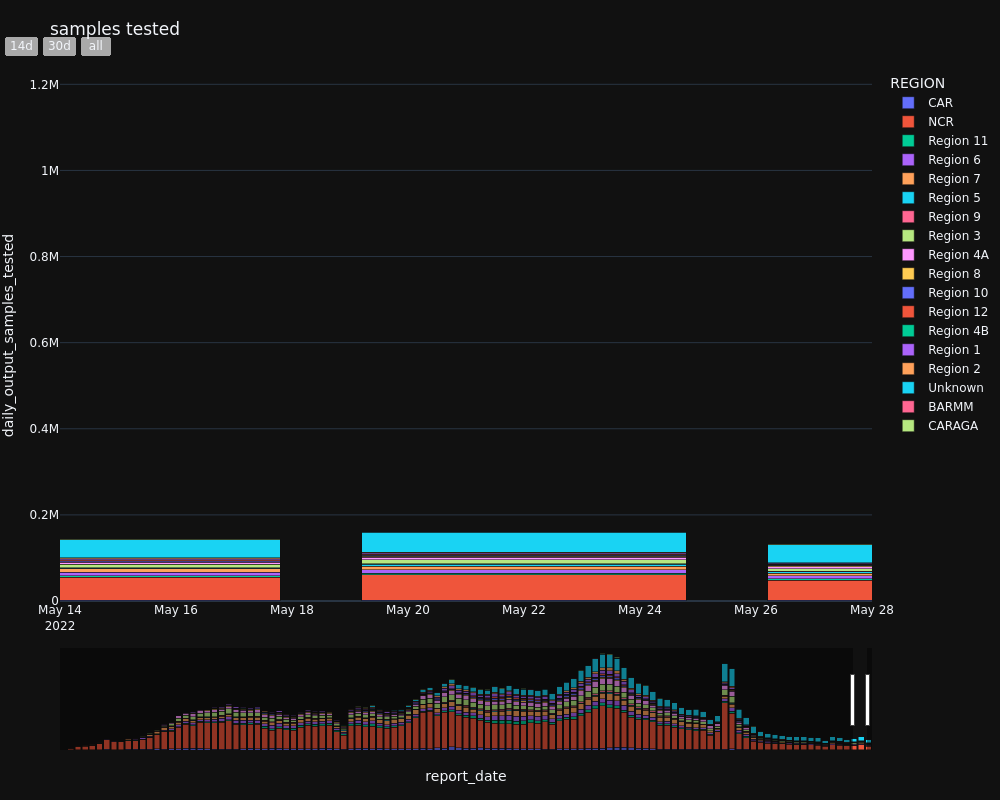 samples tested
14d 30d all
1.2M
1M
0.8M
0.6M
0.4M
0.2M
0
daily_output_samples_tested
May 14
2022
May 16
May 18
May 20
May 22
May 24
May 26
May 28
report_date
REGION
CAR
NCR
Region 11
Region 6
Region 7
Region 5
Region 9
Region 3
Region 4A
Region 8
Region 10
Region 12
Region 4B
Region 1
Region 2
Unknown
BARMM
CARAGA